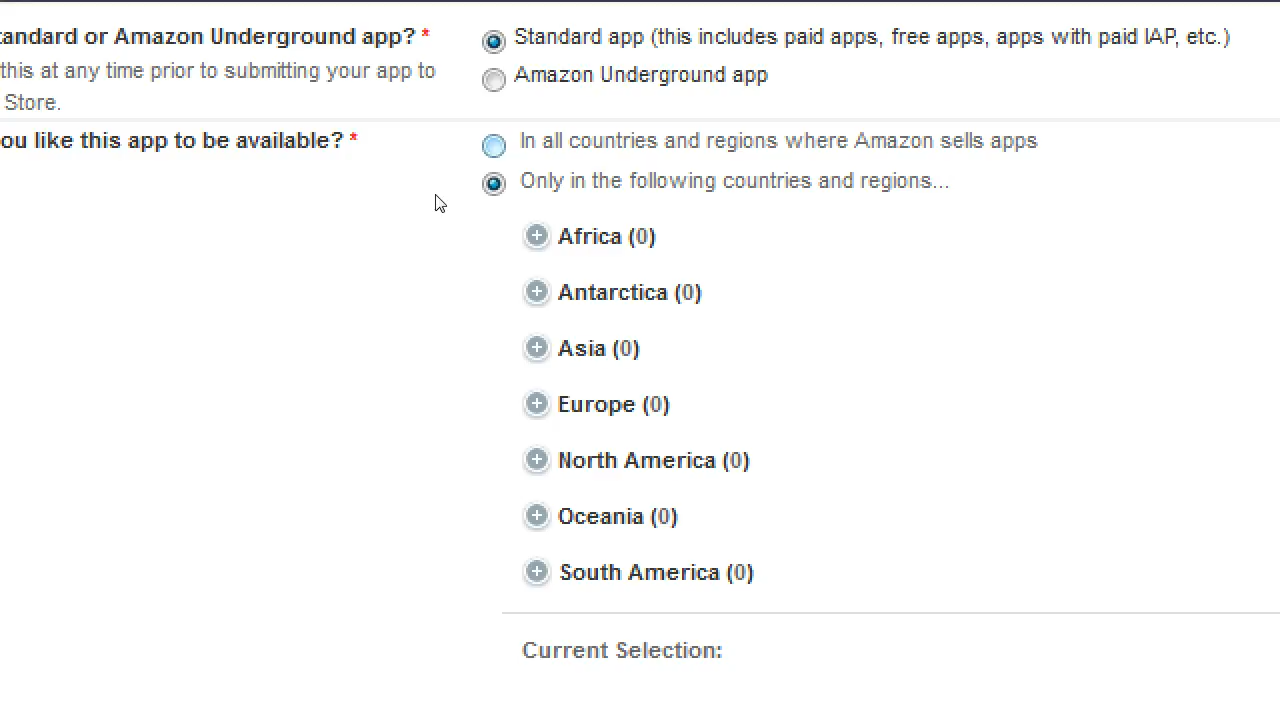 tandard or Amazon Underground app? *
Standard app (this includes paid apps, free apps, apps with paid IAP, etc.)
this at any time prior to submitting your app to
Amazon Underground app
Store.
ou like this app to be available? *
In all countries and regions where Amazon sells apps
Only in the following countries and regions...
Africa (0)
Antarctica (0)
Asia (0)
Europe (0)
North America (0)
Oceania (0)
South America (0)
Current Selection: